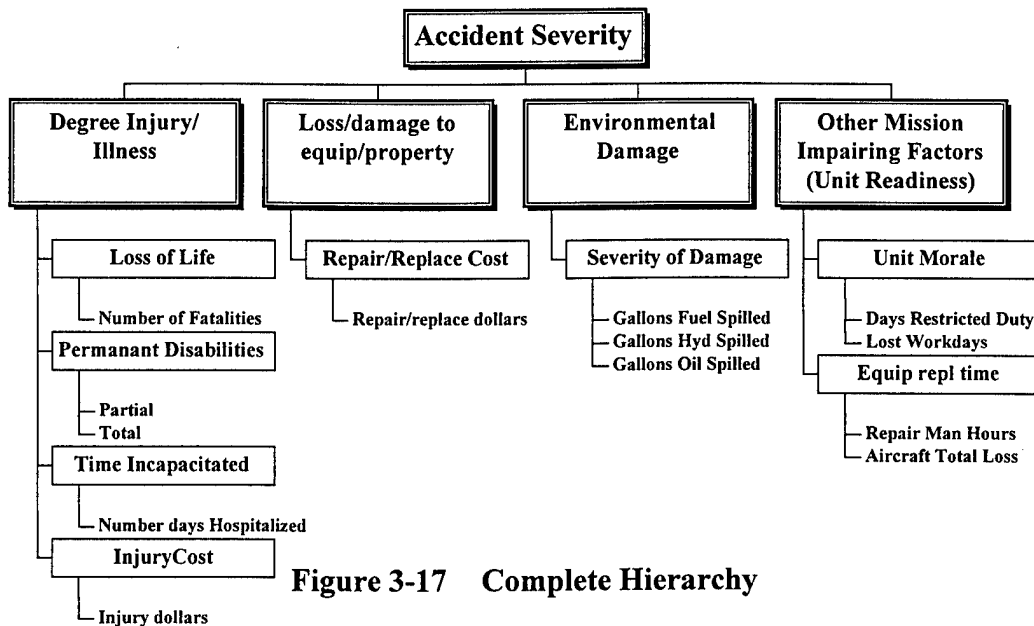 Accident Severity
Degree Injury/
Illness
Loss/damage to
equip/property
Environmental
Damage
Other Mission
Impairing Factors
(Unit Readiness)
Loss of Life
Number of Fatalities
Permanant Disabilities
Partial
Total
Time Incapacitated
Number days Hospitalized
InjuryCost
Injury dollars
Repair/Replace Cost
Repair/replace dollars
Severity of Damage
Gallons Fuel Spilled
Gallons Hyd Spilled
Gallons Oil Spilled
Unit Morale
Days Restricted Duty
Lost Workdays
Equip repl time
Repair Man Hours
Aircraft Total Loss
Figure 3-17 Complete Hierarchy